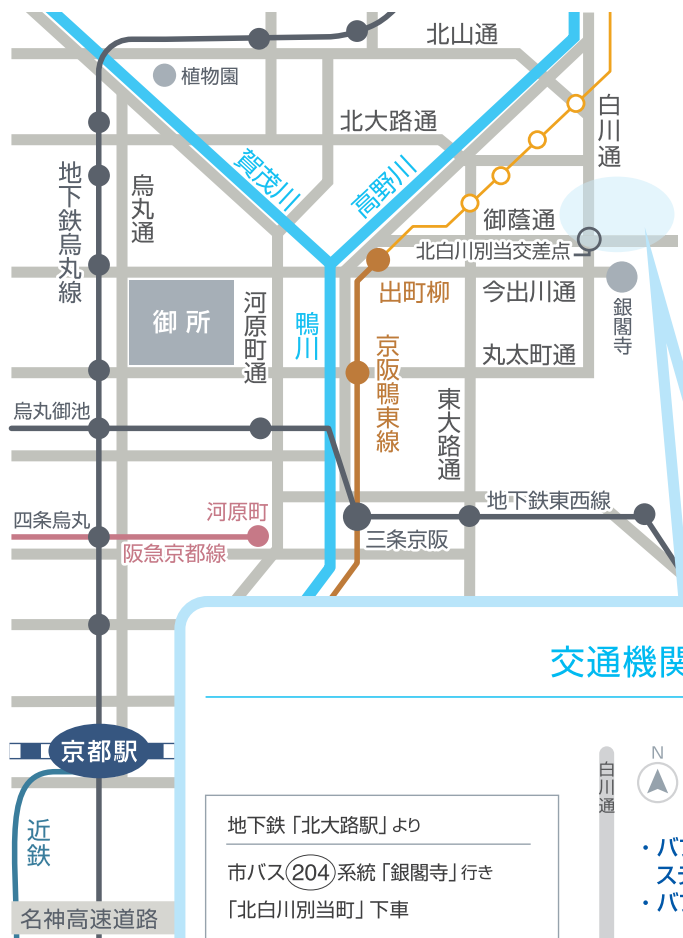 北山通
植物園
白川通
北大路通
賀茂川
高野川
地下鉄烏丸線
烏丸通
御蔭通
北白川別当交差点
出町柳
今出川通
銀閣寺
御所
河原町通
鴨川
京阪鴨東線
丸太町通
東大路通
烏丸御池
地下鉄東西線
河原町
四条烏丸
三条京阪
阪急京都線
交通機関
京都駅
N
白川通
近鉄
地下鉄「北大路駅」より
市バス204系統「銀閣寺」行き
「北白川別当町」下車
・バ
ス
・バ
名神高速道路